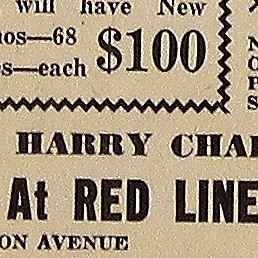 will have New
nos—68
es—each $100
HARRY CHA
At RED LINE
ON AVENUE